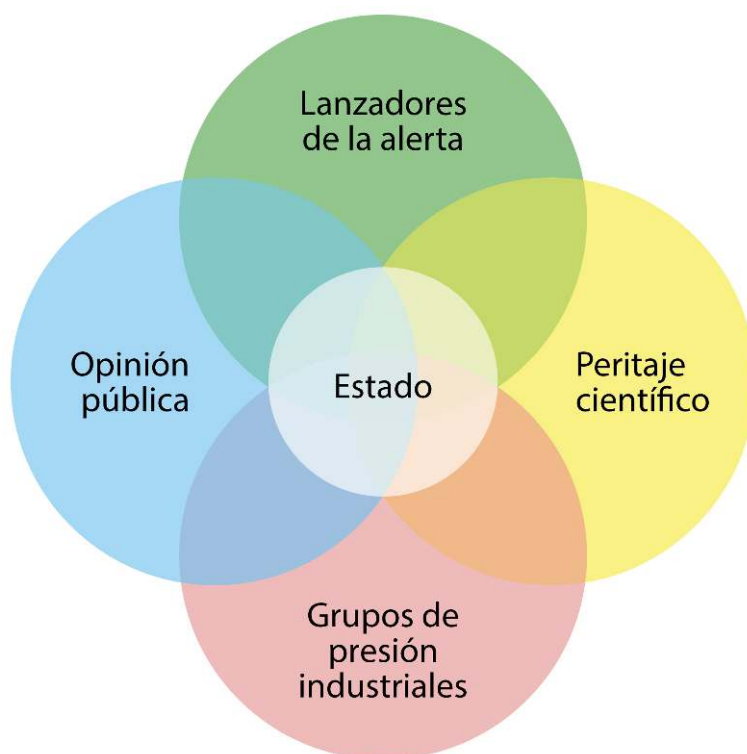 Lanzadores
de la alerta
Opinión
pública
Estado
Peritaje
científico
Grupos de
presión
industriales